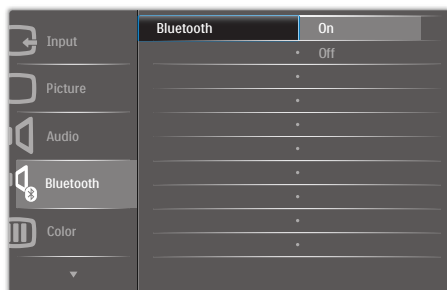 Input
Picture
Audio
Bluetooth
Color
Bluetooth On
• Off
•
•
•
•
•
•
•
•